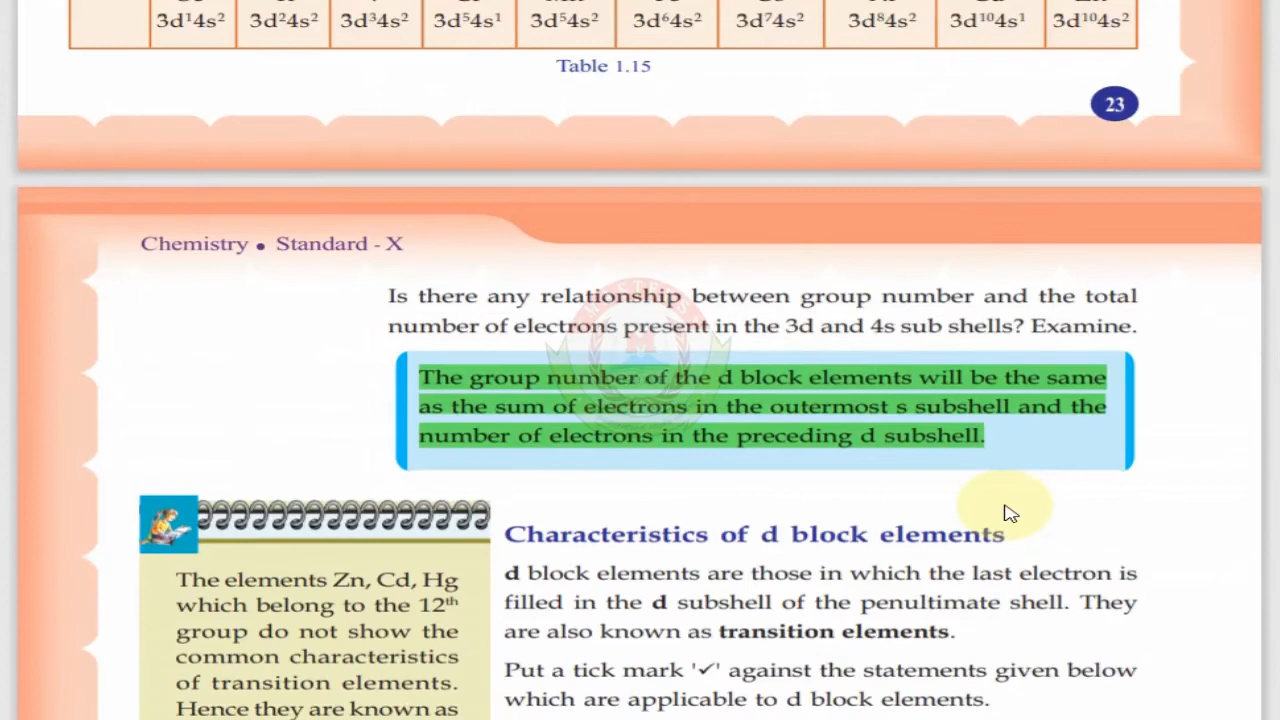 3d¹4s² 3d²4s² 3d³4s² 3d⁵4s¹ 3d⁵4s² 3d⁶4s² 3d⁷4s² 3d⁸4s² 3d¹⁰4s¹ 3d¹⁰4s²
Table 1.15
23
Chemistry • Standard - X
Is there any relationship between group number and the total
number of electrons present in the 3d and 4s sub shells? Examine.
The group number of the d block elements will be the same
as the sum of electrons in the outermost s subshell and the
number of electrons in the preceding d subshell.
Characteristics of d block elements
d block elements are those in which the last electron is
filled in the d subshell of the penultimate shell. They
are also known as transition elements.
Put a tick mark '✓' against the statements given below
which are applicable to d block elements.
The elements Zn, Cd, Hg
which belong to the 12ᵗʰ
group do not show the
common characteristics
of transition elements.
Hence they are known as